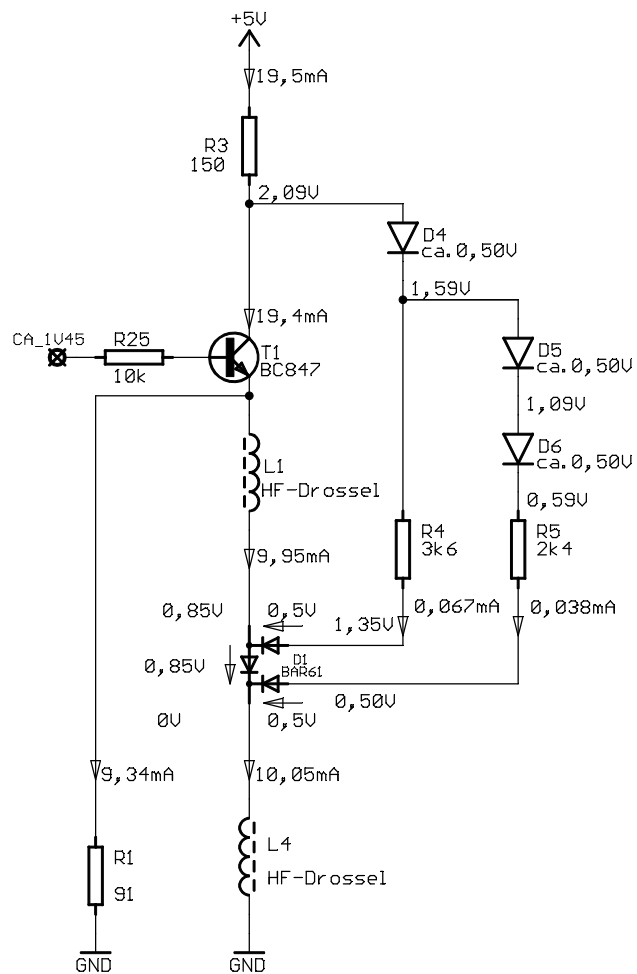 +5V
19,5mA
R3
150
2,09V
D4
ca.0,50V
1,59V
19,4mA
CA_1V45
R25
10k
T1
BC847
D5
ca.0,50V
1,09V
D6
ca.0,50V
L1
HF-Drossel
0,59V
R4
3k6
R5
2k4
9,95mA
0,85V
0,5V
1,35V
0,067mA
0,038mA
0,85V
D1
BAR61
0V
0,5V
0,50V
9,34mA
10,05mA
R1
91
L4
HF-Drossel
GND
GND